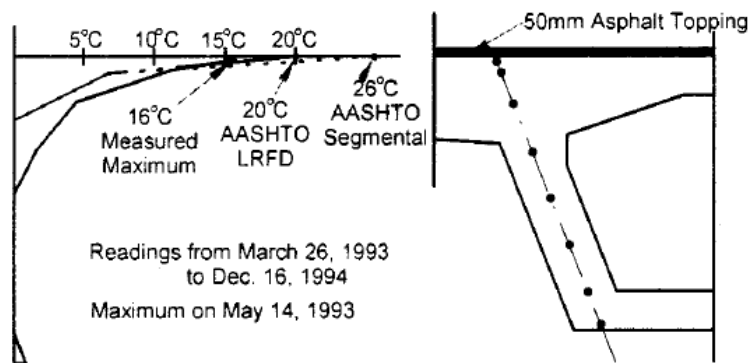 50mm Asphalt Topping
5°C 10°C 15°C 20°C
16°C
Measured
Maximum
20°C
AASHTO
LRFD
26°C
AASHTO
Segmental
Readings from March 26, 1993
to Dec. 16, 1994
Maximum on May 14, 1993